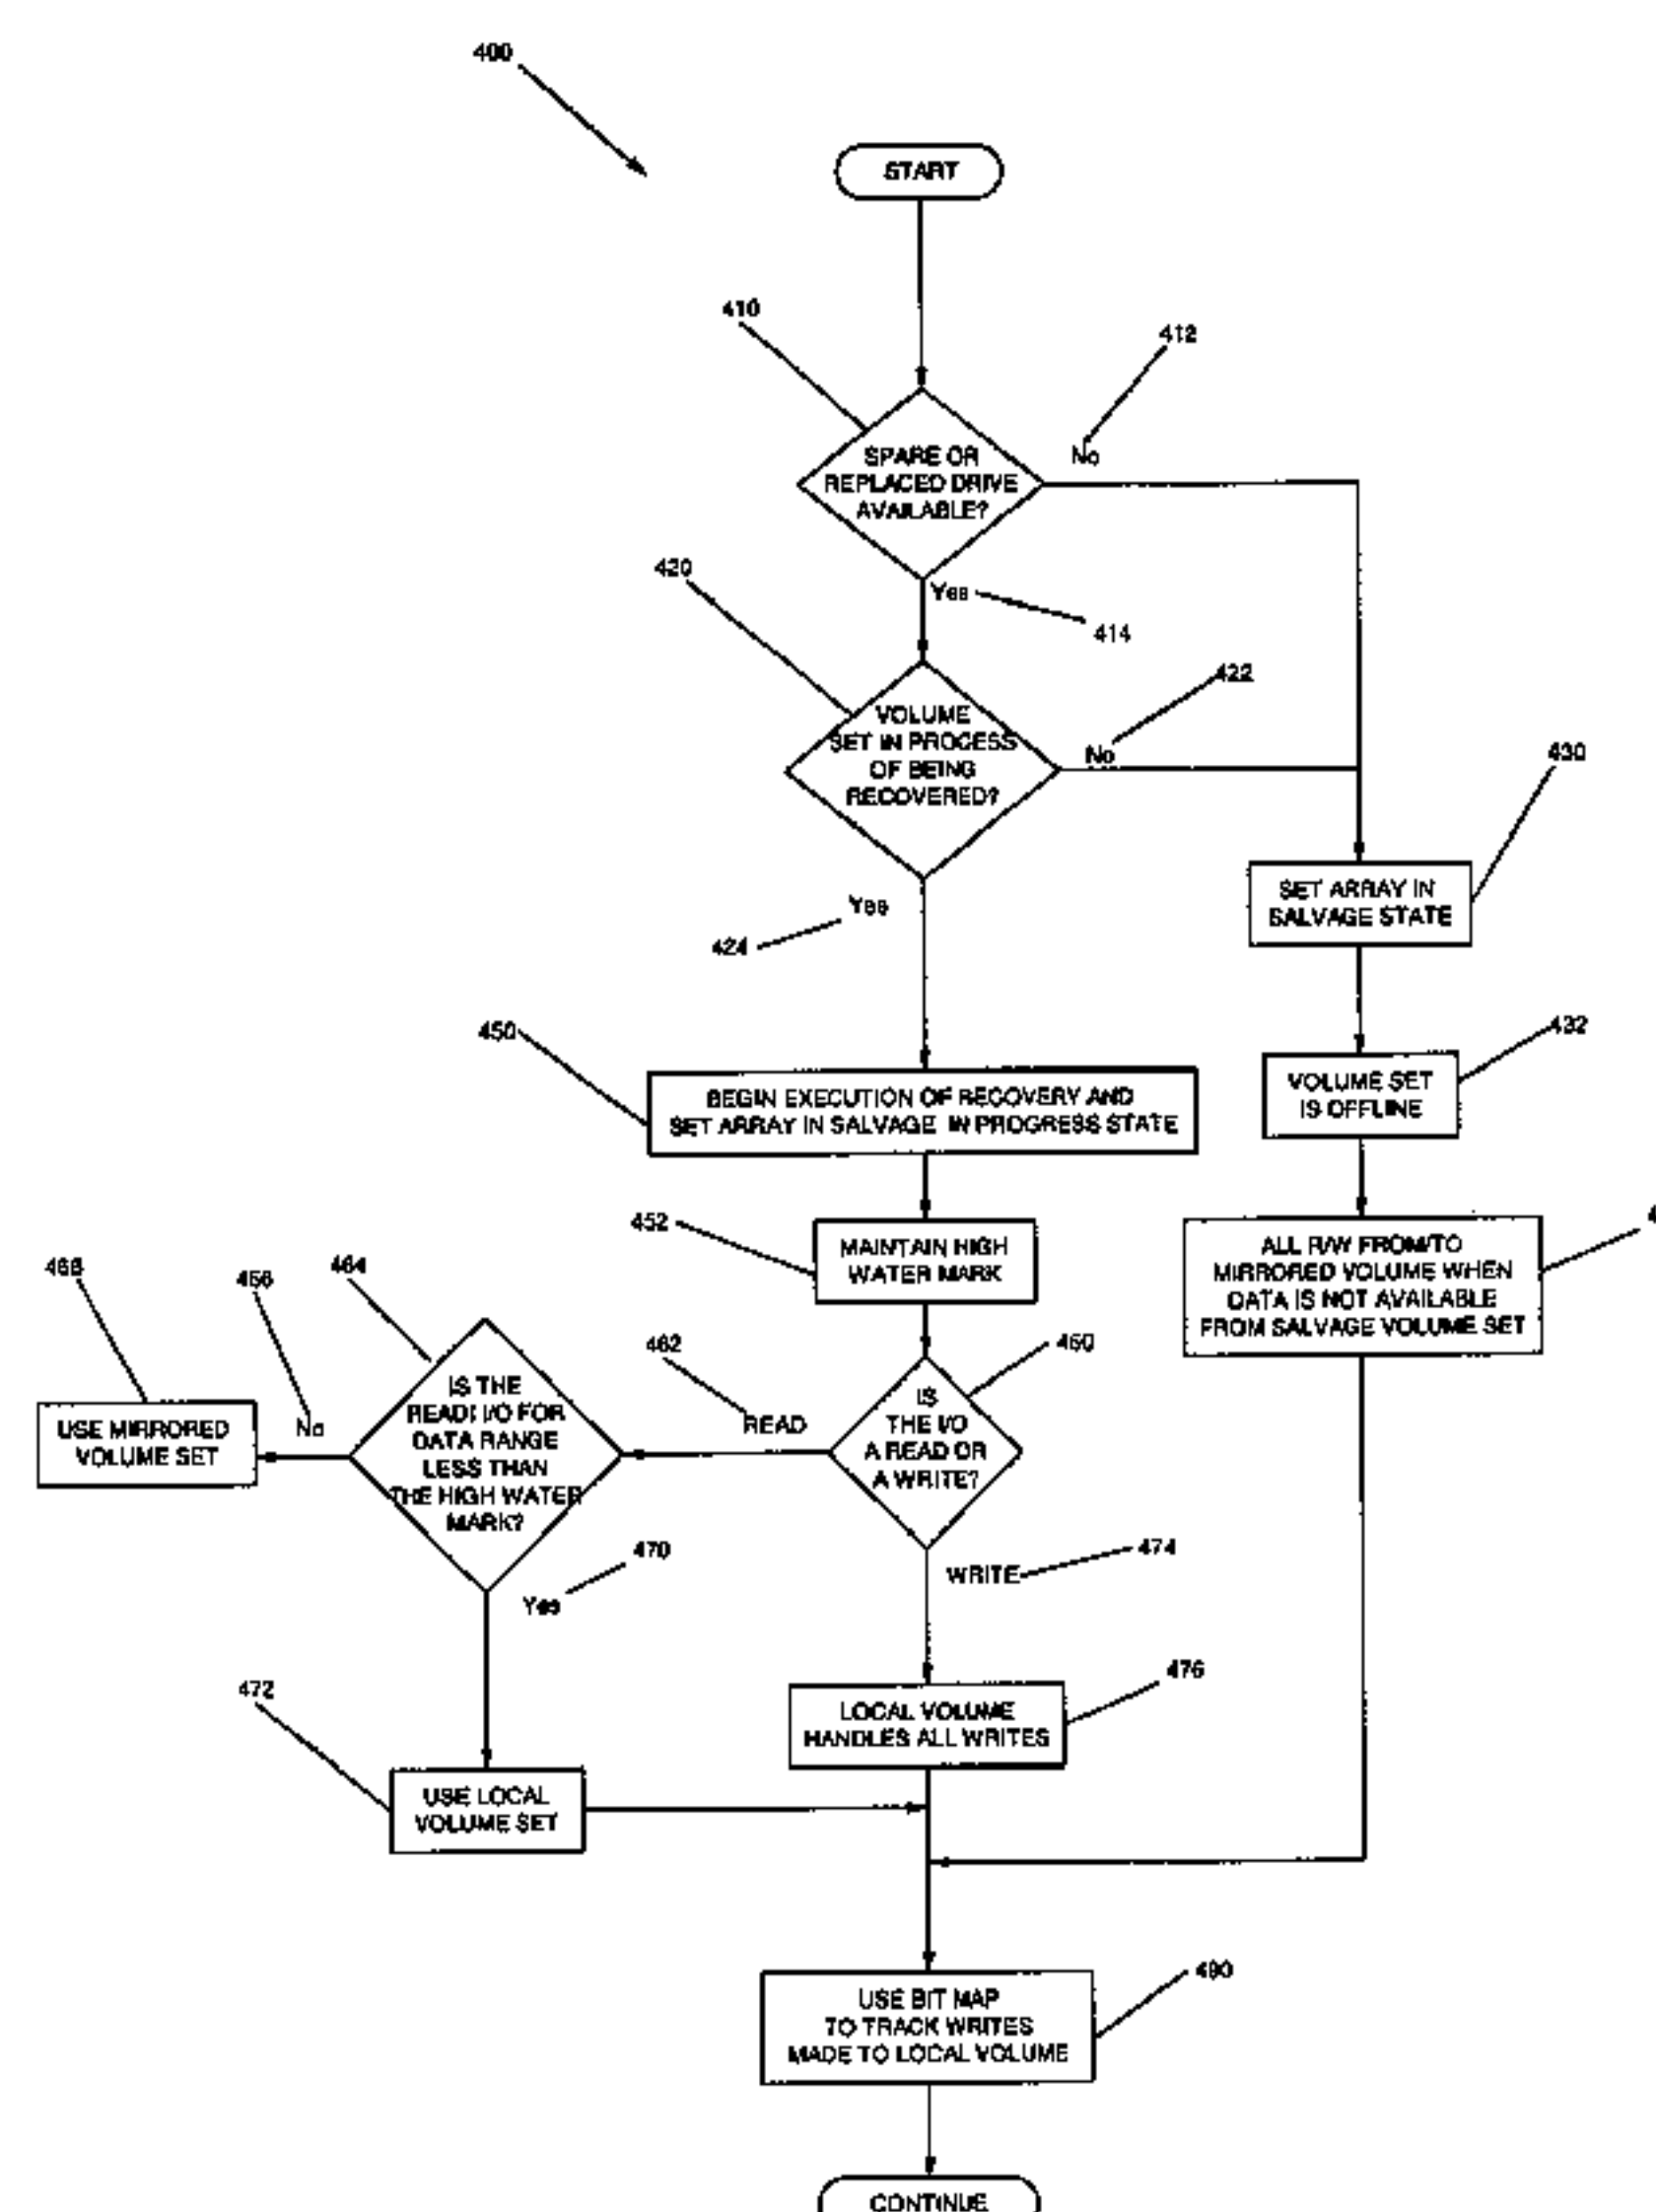 400
START
410
412
SPARE OR
REPLACED DRIVE
AVAILABLE?
No
420
Yes
414
VOLUME
SET IN PROCESS
OF BEING
RECOVERED?
422
No
430
SET ARRAY IN
SALVAGE STATE
Yes
424
450
432
BEGIN EXECUTION OF RECOVERY AND
SET ARRAY IN SALVAGE IN PROGRESS STATE
VOLUME SET
IS OFFLINE
452
MAINTAIN HIGH
WATER MARK
ALL R/W FROM/TO
MIRRORED VOLUME WHEN
DATA IS NOT AVAILABLE
FROM SALVAGE VOLUME SET
464
462
USE MIRRORED
VOLUME SET
No
IS THE
READ I/O FOR
DATA RANGE
LESS THAN
THE HIGH WATER
MARK?
READ
IS
THE I/O
A READ OR
A WRITE?
470
Yes
WRITE
474
476
472
LOCAL VOLUME
HANDLES ALL WRITES
USE LOCAL
VOLUME SET
USE BIT MAP
TO TRACK WRITES
MADE TO LOCAL VOLUME
CONTINUE